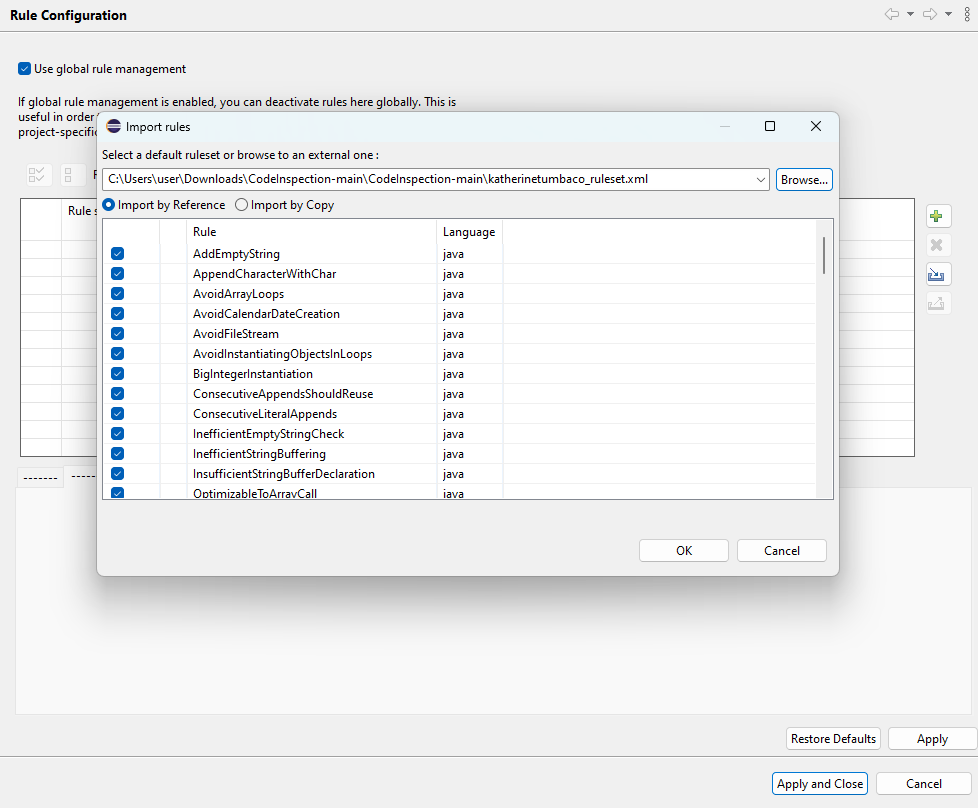 Rule Configuration
Use global rule management
If global rule management is enabled, you can deactivate rules here globally. This is
useful in order
project-specific
Import rules
Select a default ruleset or browse to an external one :
C:\Users\user\Downloads\CodeInspection-main\CodeInspection-main\katherinetumbaco_ruleset.xml
Browse...
Import by Reference Import by Copy
Rule Language
AddEmptyString java
AppendCharacterWithChar java
AvoidArrayLoops java
AvoidCalendarDateCreation java
AvoidFileStream java
AvoidInstantiatingObjectsInLoops java
BigIntegerInstantiation java
ConsecutiveAppendsShouldReuse java
ConsecutiveLiteralAppends java
InefficientEmptyStringCheck java
InefficientStringBuffering java
InsufficientStringBufferDeclaration java
OptimizableToArrayCall java
Rule s
------- -----
OK Cancel
Restore Defaults Apply
Apply and Close Cancel